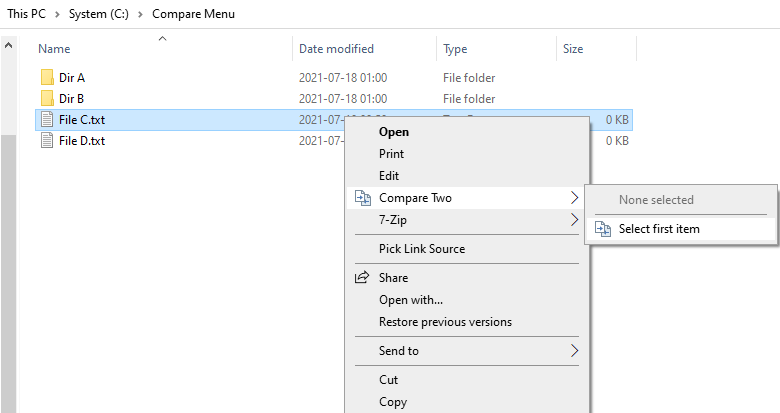 This PC > System (C:) > Compare Menu
Name Date modified Type Size
Dir A 2021-07-18 01:00 File folder
Dir B 2021-07-18 01:00 File folder
File C.txt 2021-07- 0 KB
File D.txt 2021-07- 0 KB
Open
Print
Edit
Compare Two
None selected
7-Zip
Select first item
Pick Link Source
Share
Open with...
Restore previous versions
Send to
Cut
Copy